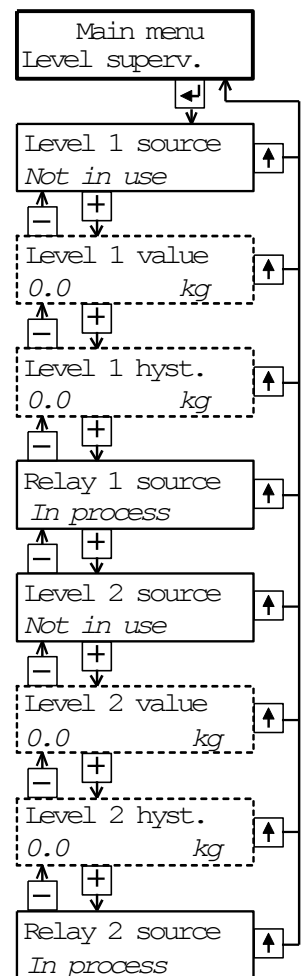 Main menu
Level superv.
Level 1 source
Not in use
+
−
Level 1 value
0.0 kg
+
−
Level 1 hyst.
0.0 kg
+
−
Relay 1 source
In process
+
−
Level 2 source
Not in use
+
−
Level 2 value
0.0 kg
+
−
Level 2 hyst.
0.0 kg
+
−
Relay 2 source
In process